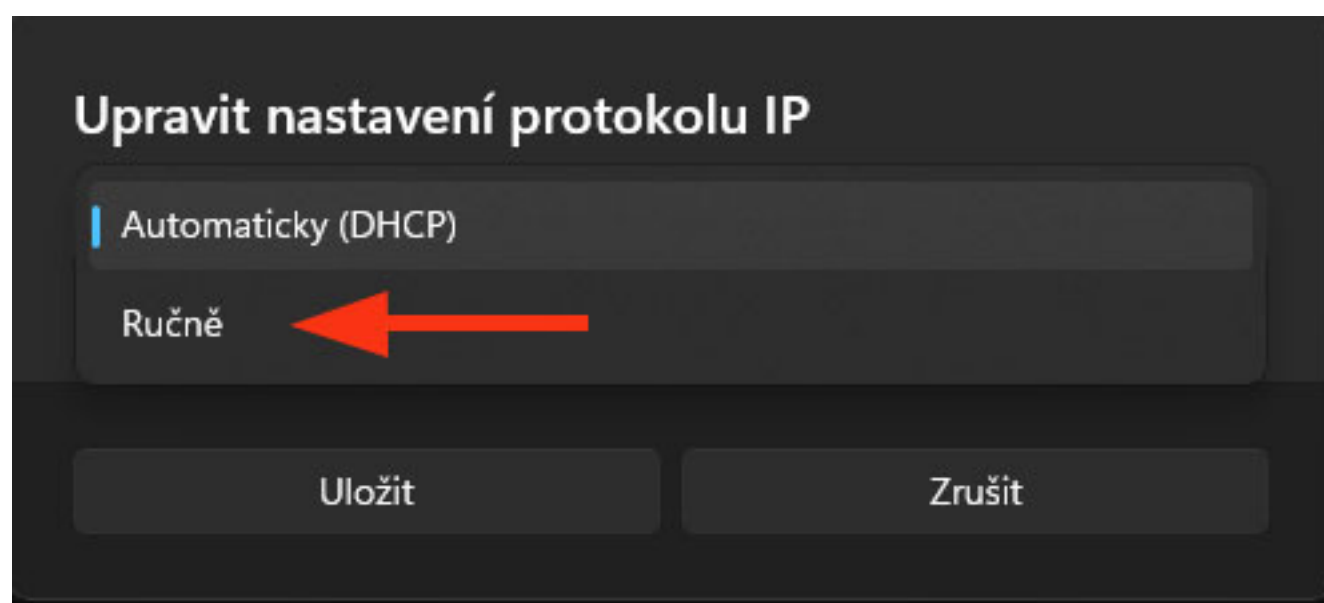 Upravit nastavení protokolu IP
Automaticky (DHCP)
Ručně
Uložit
Zrušit